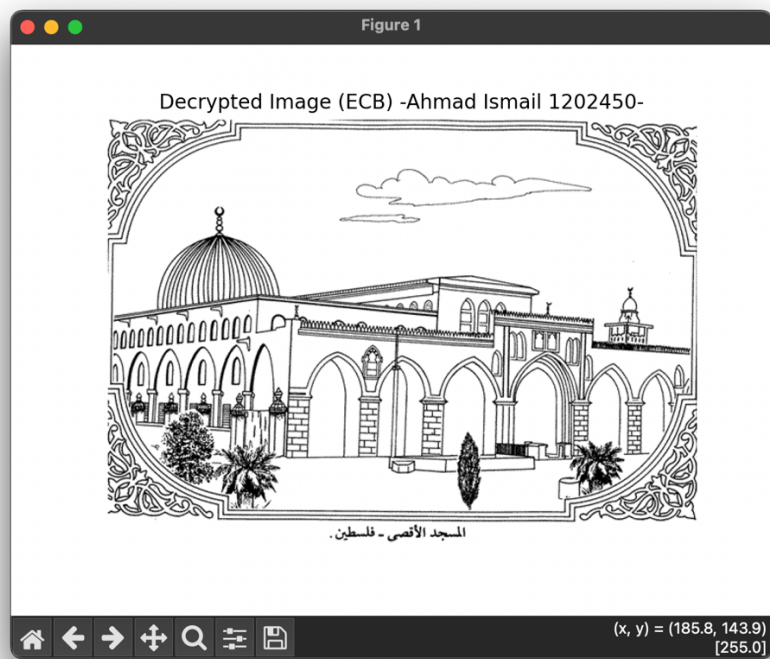 Figure 1
Decrypted Image (ECB) -Ahmad Ismail 1202450-
المسجد الأقصى ـ فلسطين .
(x, y) = (185.8, 143.9)
[255.0]